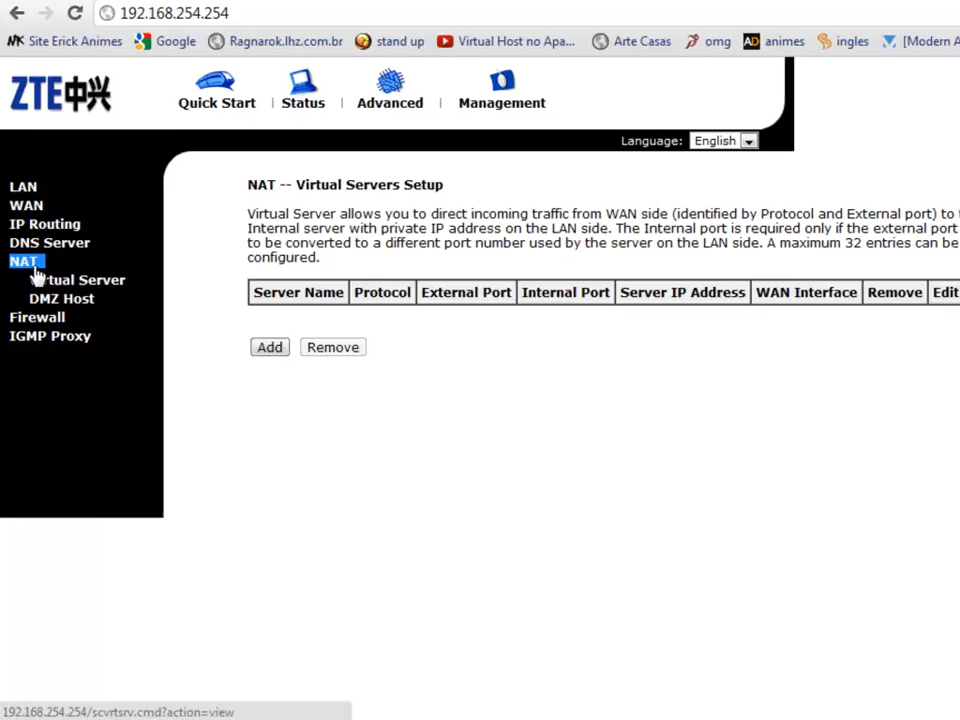 192.168.254.254
Site Erick Animes Google Ragnarok.lhz.com.br stand up Virtual Host no Apa... Arte Casas omg AD animes ingles [Modern A
ZTE中兴
Quick Start Status Advanced Management
Language: English
LAN
WAN
IP Routing
DNS Server
NAT
rtual Server
DMZ Host
Firewall
IGMP Proxy
NAT -- Virtual Servers Setup
Virtual Server allows you to direct incoming traffic from WAN side (identified by Protocol and External port) to
Internal server with private IP address on the LAN side. The Internal port is required only if the external port
to be converted to a different port number used by the server on the LAN side. A maximum 32 entries can be
configured.
Server Name Protocol External Port Internal Port Server IP Address WAN Interface Remove Edit
Add Remove
192.168.254.254/scvrtsrv.cmd?action=view